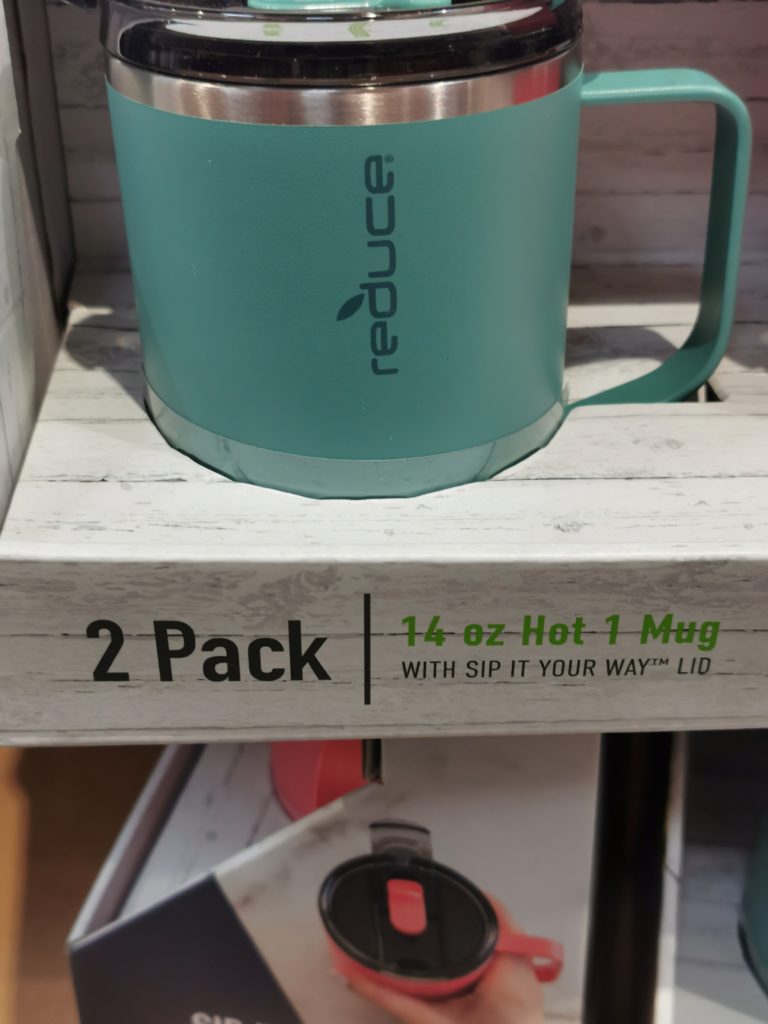 reduce®
2 Pack
14 oz Hot 1 Mug
WITH SIP IT YOUR WAY™ LID